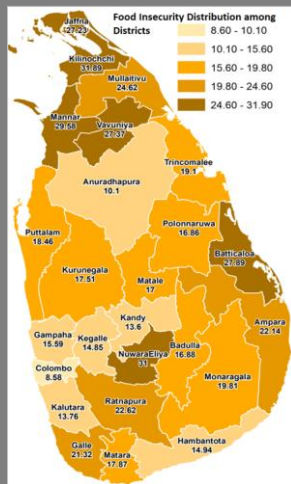 Food Insecurity Distribution among
Districts
8.60 - 10.10
10.10 - 15.60
15.60 - 19.80
19.80 - 24.60
24.60 - 31.90
Jaffna
27.23
Kilinochchi
31.89
Mullaitivu
24.62
Mannar
29.58
Vavuniya
27.37
Trincomalee
19.1
Anuradhapura
10.1
Polonnaruwa
16.86
Puttalam
18.46
Batticaloa
27.89
Kurunegala
17.51
Matale
17
Kandy
13.6
Ampara
22.14
Gampaha
15.59
Kegalle
14.85
NuwaraEliya
31
Badulla
16.88
Colombo
8.58
Monaragala
19.81
Kalutara
13.76
Ratnapura
22.62
Hambantota
14.94
Galle
21.32
Matara
17.87